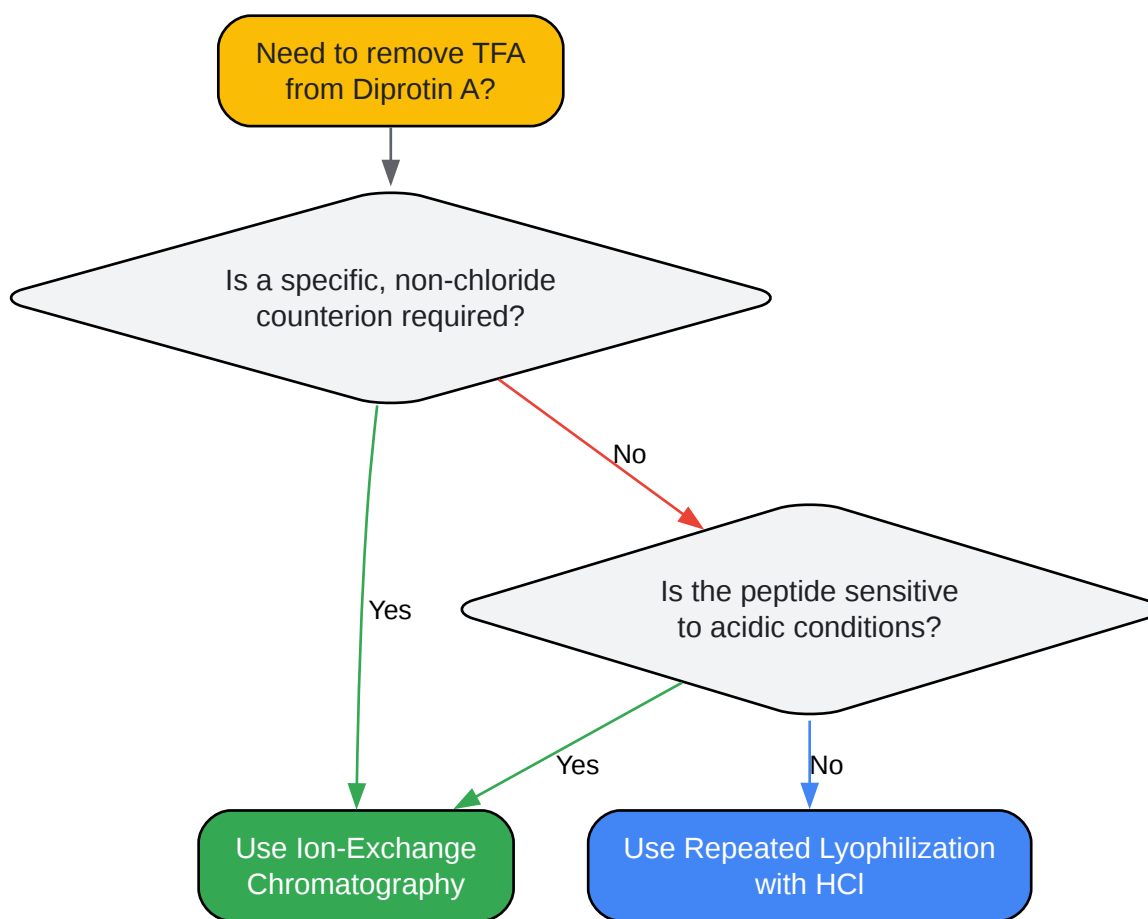 Need to remove TFA
from Diprotin A?
Is a specific, non-chloride
counterion required?
No
Is the peptide sensitive
to acidic conditions?
Yes
Yes
No
Use Ion-Exchange
Chromatography
Use Repeated Lyophilization
with HCl